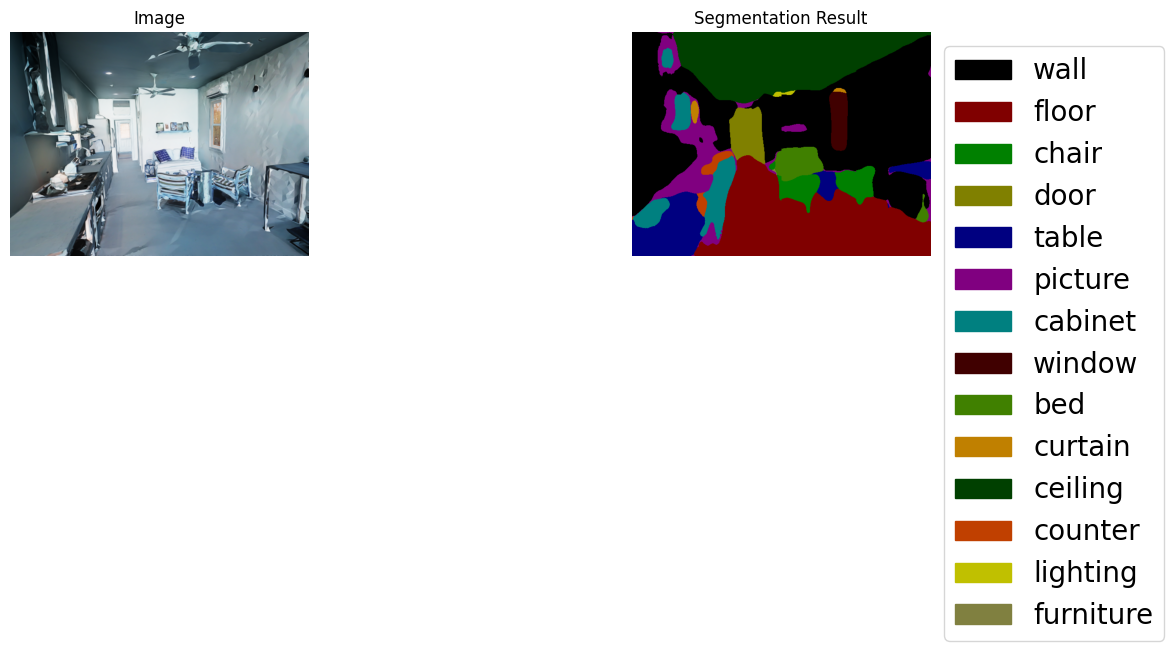 Image
Segmentation Result
wall
floor
chair
door
table
picture
cabinet
window
bed
curtain
ceiling
counter
lighting
furniture